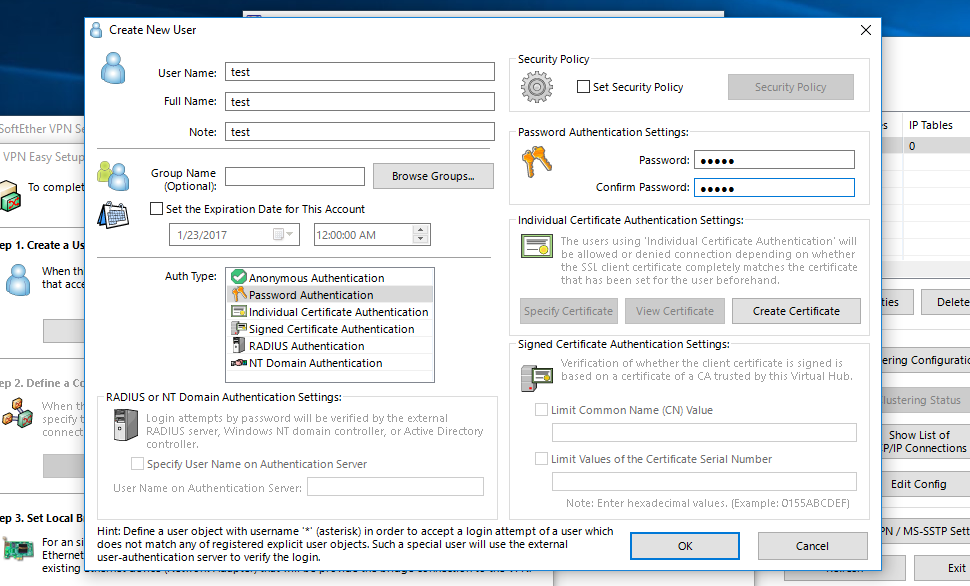 Create New User
User Name:
test
Full Name:
test
Note:
test
Group Name
(Optional):
Browse Groups...
Set the Expiration Date for This Account
1/23/2017
12:00:00 AM
Auth Type:
Anonymous Authentication
Password Authentication
Individual Certificate Authentication
Signed Certificate Authentication
RADIUS Authentication
NT Domain Authentication
RADIUS or NT Domain Authentication Settings:
Login attempts by password will be verified by the external
RADIUS server, Windows NT domain controller, or Active Directory
controller.
Specify User Name on Authentication Server
User Name on Authentication Server:
Hint: Define a user object with username '*' (asterisk) in order to accept a login attempt of a user which
does not match any of registered explicit user objects. Such a special user will use the external
user-authentication server to verify the login.
Security Policy
Set Security Policy
Security Policy
Password Authentication Settings:
Password:
●●●●●
Confirm Password:
●●●●●
Individual Certificate Authentication Settings:
The users using 'Individual Certificate Authentication' will
be allowed or denied connection depending on whether
the SSL client certificate completely matches the certificate
that has been set for the user beforehand.
Specify Certificate
View Certificate
Create Certificate
Signed Certificate Authentication Settings:
Verification of whether the client certificate is signed is
based on a certificate of a CA trusted by this Virtual Hub.
Limit Common Name (CN) Value
Limit Values of the Certificate Serial Number
Note: Enter hexadecimal values. (Example: 0155ABCDEF)
OK
Cancel
SoftEther VPN Se
VPN Easy Setup
To complet
ep 1. Create a Us
When th
that acce
ep 2. Define a Co
When th
specify t
connect
ep 3. Set Local B
For an si
Ethernet
existing
es
IP Tables
0
ties
Delete
ering Configuratio
lustering Status
Show List of
P/IP Connections
Edit Config
PN / MS-SSTP Sett
Exit